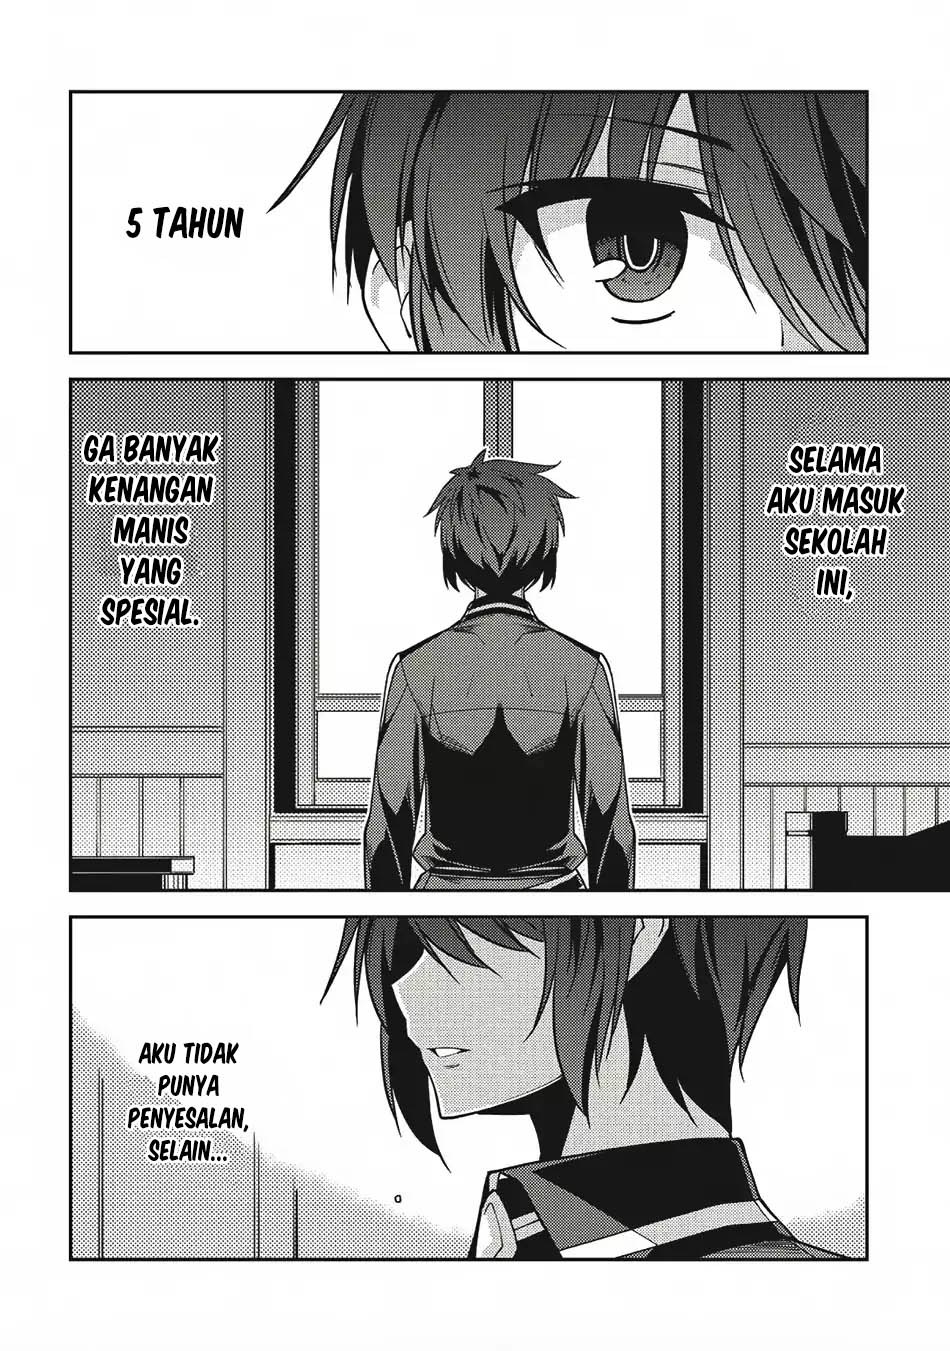 5 TAHUN
SELAMA
AKU MASUK
SEKOLAH
INI,
GA BANYAK
KENANGAN
MANIS
YANG
SPESIAL.
AKU TIDAK
PUNYA
PENYESALAN,
SELAIN...